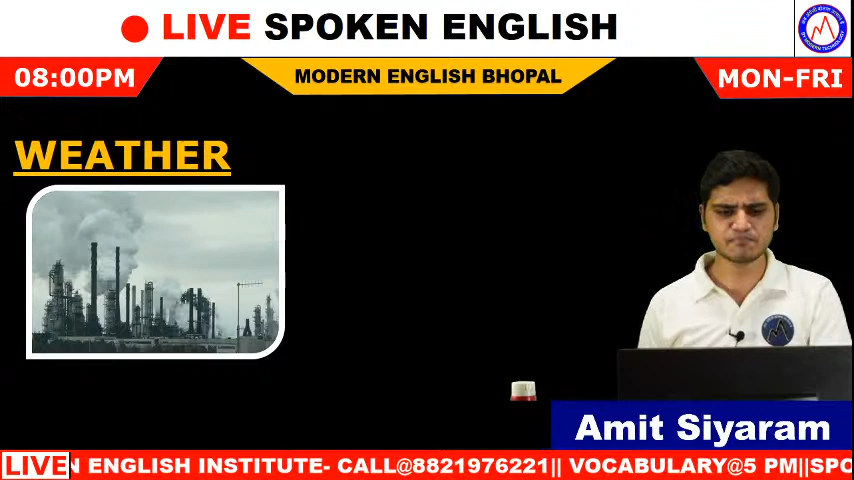 LIVE SPOKEN ENGLISH
08:00PM
MODERN ENGLISH BHOPAL
MON-FRI
WEATHER
Amit Siyaram
LIVE
N ENGLISH INSTITUTE- CALL@8821976221|| VOCABULARY@5 PM||SPO